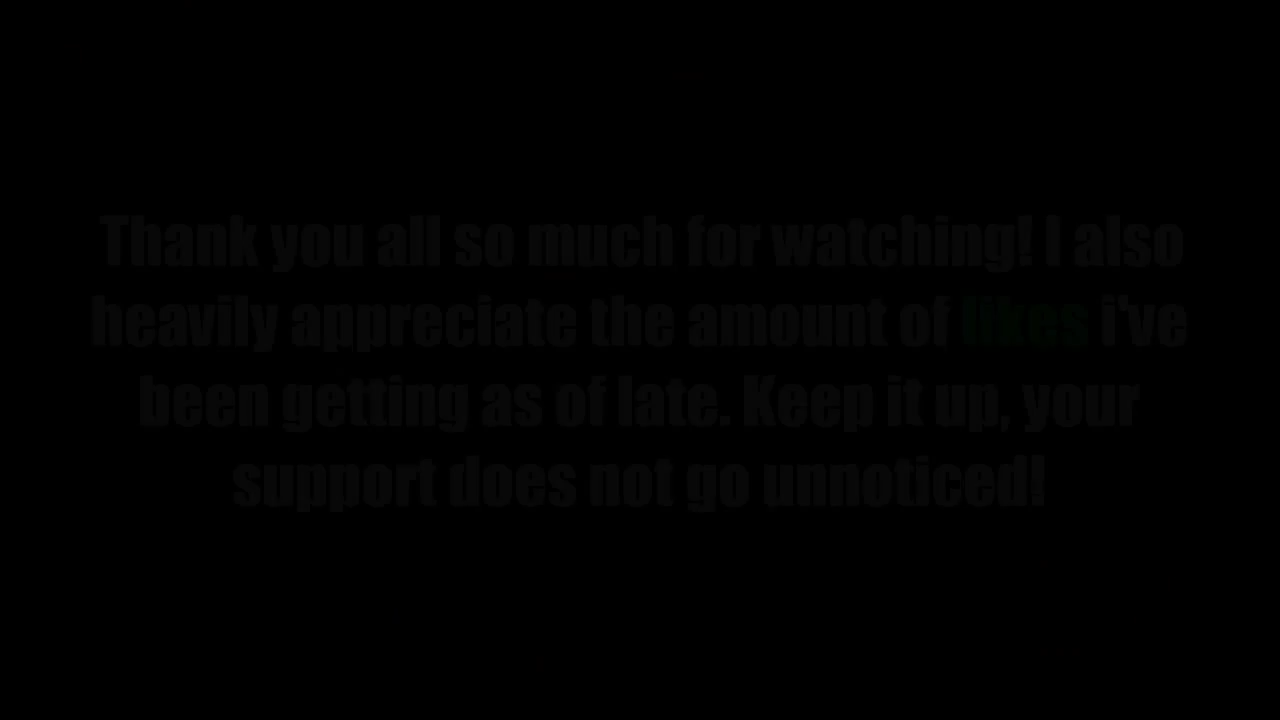 Thank you all so much for watching! I also
heavily appreciate the amount of likes i've
been getting as of late. Keep it up, your
support does not go unnoticed!